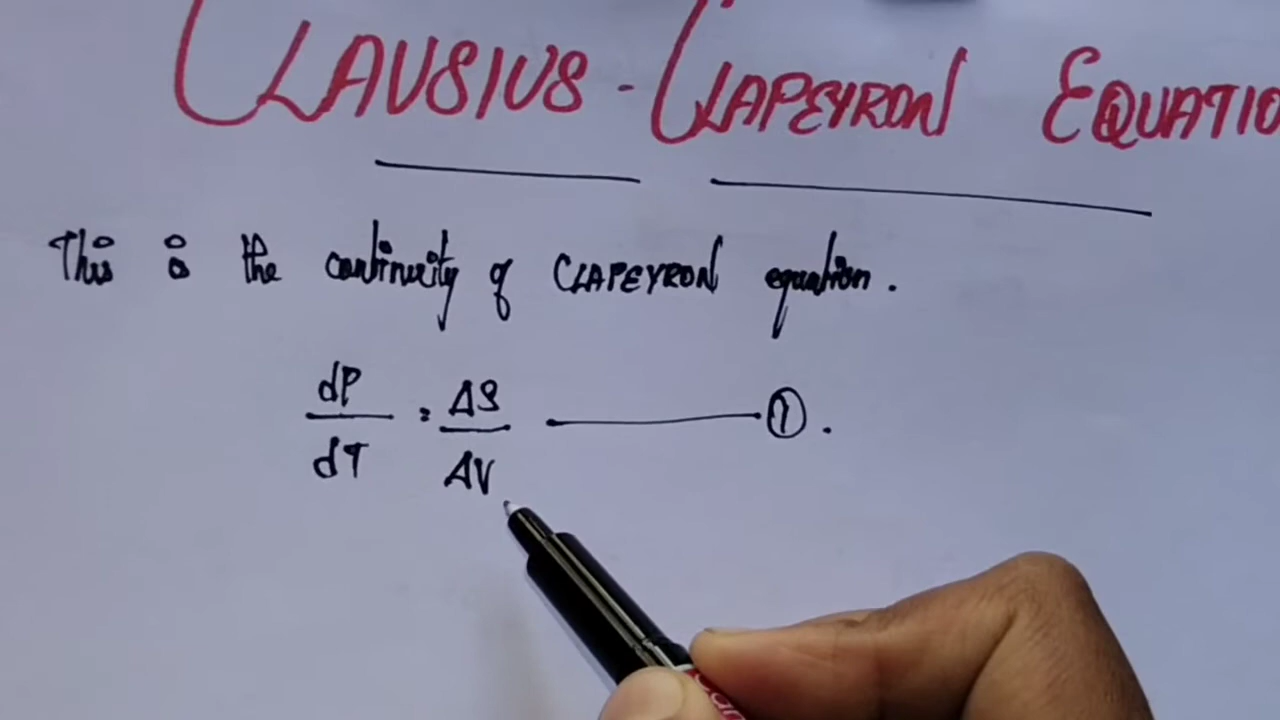 CLAUSIUS - CLAPEYRON EQUATIO
This is the continuity of CLAPEYRON equation.
dP/dT = ΔS/ΔV ——— ①.